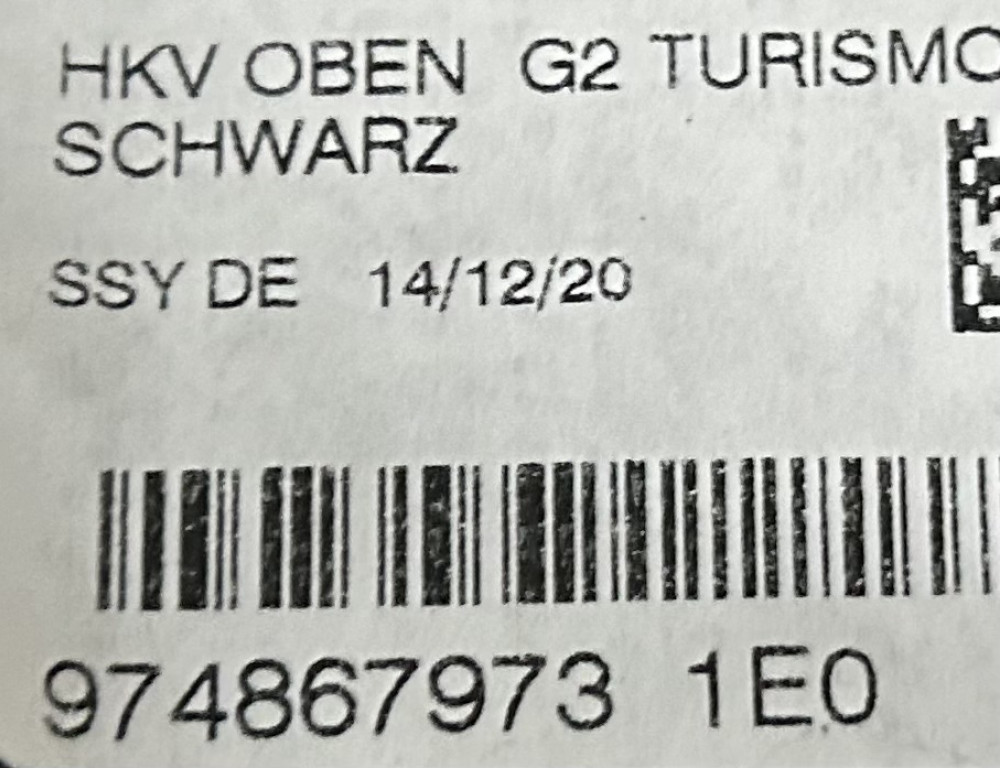 HKV OBEN G2 TURISMO
SCHWARZ
SSY DE 14/12/20
974867973 1E0